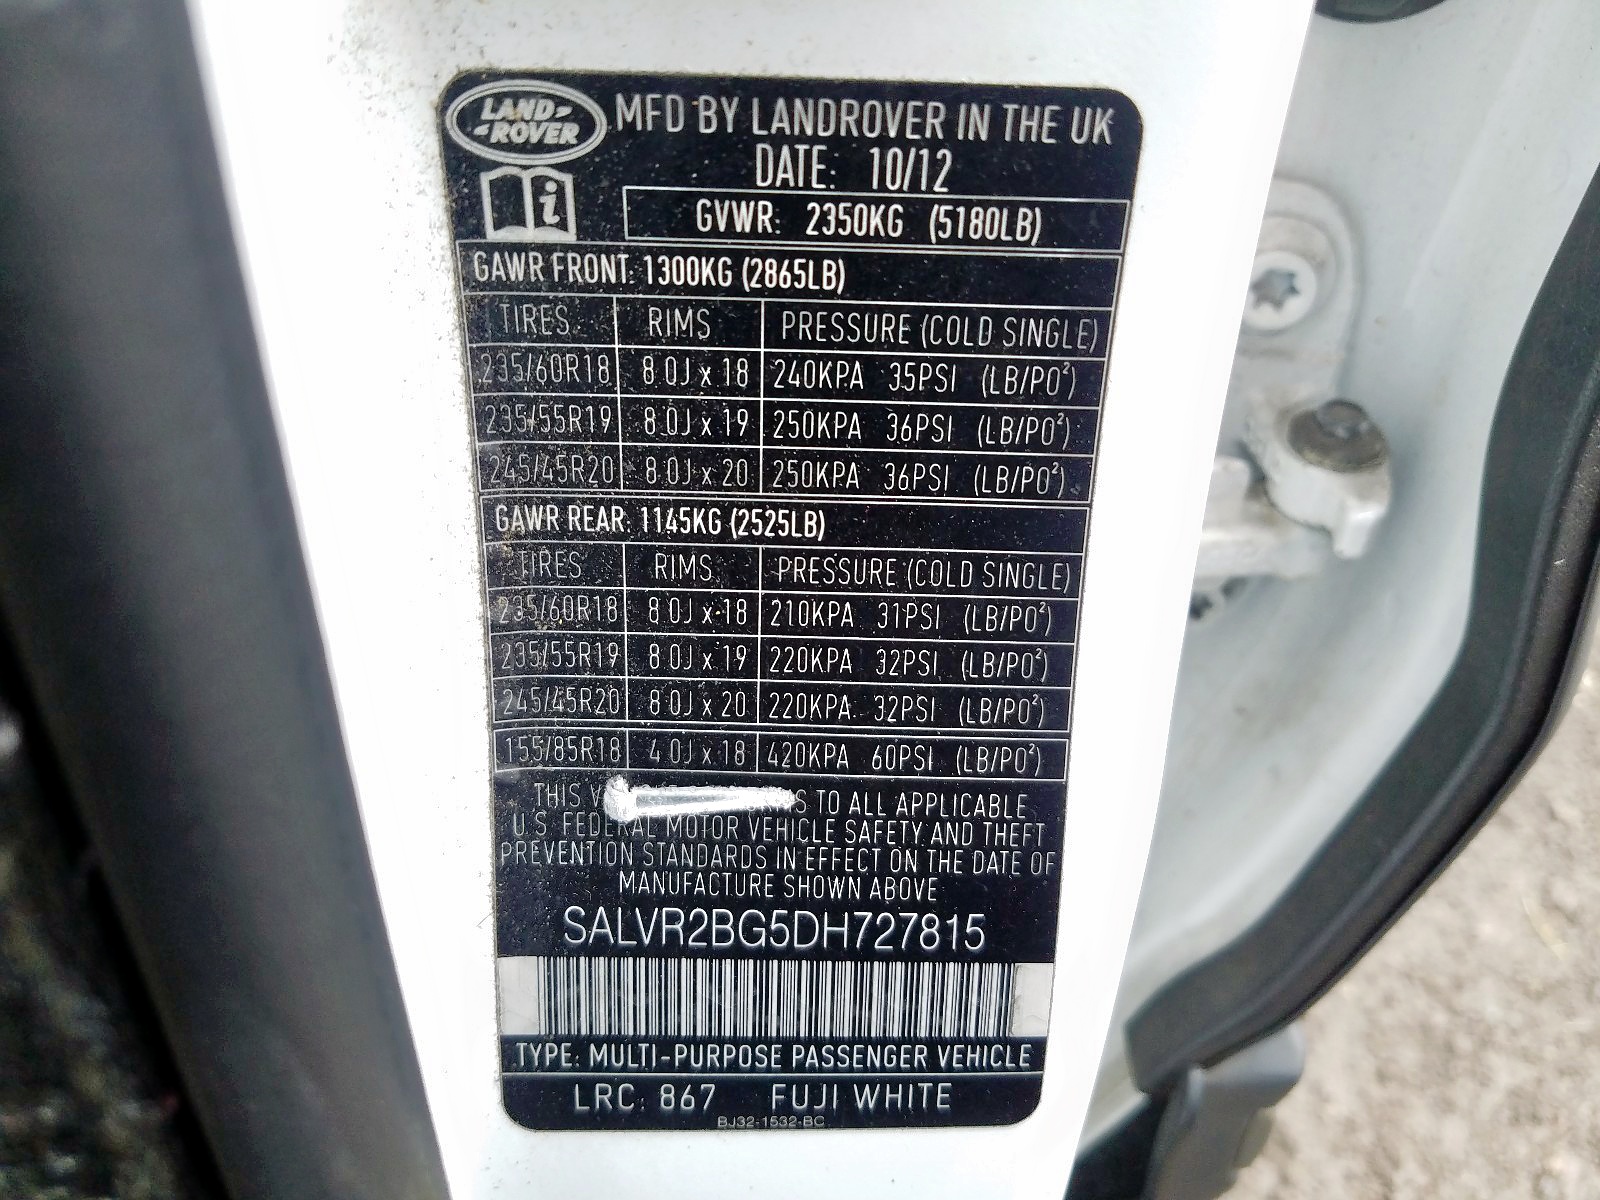 LAND-
-ROVER
MFD BY LANDROVER IN THE UK
DATE: 10/12
i
GVWR: 2350KG (5180LB)
GAWR FRONT: 1300KG (2865LB)
TIRES RIMS PRESSURE (COLD SINGLE)
235/60R18 8.0J x 18 240KPA 35PSI (LB/PO²)
235/55R19 8.0J x 19 250KPA 36PSI (LB/PO²)
245/45R20 8.0J x 20 250KPA 36PSI (LB/PO²)
GAWR REAR: 1145KG (2525LB)
TIRES RIMS PRESSURE (COLD SINGLE)
235/60R18 8.0J x 18 210KPA 31PSI (LB/PO²)
235/55R19 8.0J x 19 220KPA 32PSI (LB/PO²)
245/45R20 8.0J x 20 220KPA 32PSI (LB/PO²)
155/85R18 4.0J x 18 420KPA 60PSI (LB/PO²)
THIS TO ALL APPLICABLE
U.S. FEDERAL MOTOR VEHICLE SAFETY AND THEFT
PREVENTION STANDARDS IN EFFECT ON THE DATE OF
MANUFACTURE SHOWN ABOVE
SALVR2BG5DH727815
TYPE: MULTI-PURPOSE PASSENGER VEHICLE
LRC: 867 FUJI WHITE
BJ32-1532-BC